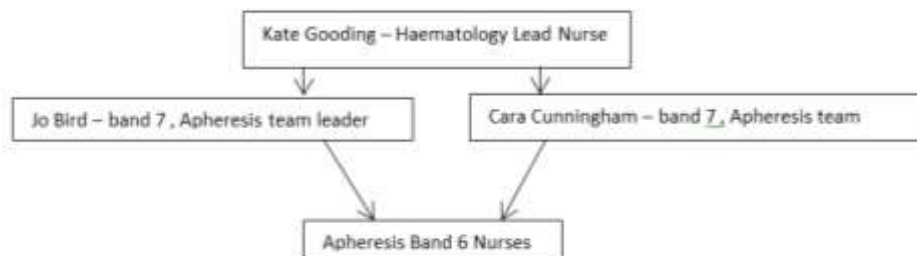 Kate Gooding – Haematology Lead Nurse
Jo Bird – band 7 , Apheresis team leader
Cara Cunningham – band 7 , Apheresis team
Apheresis Band 6 Nurses